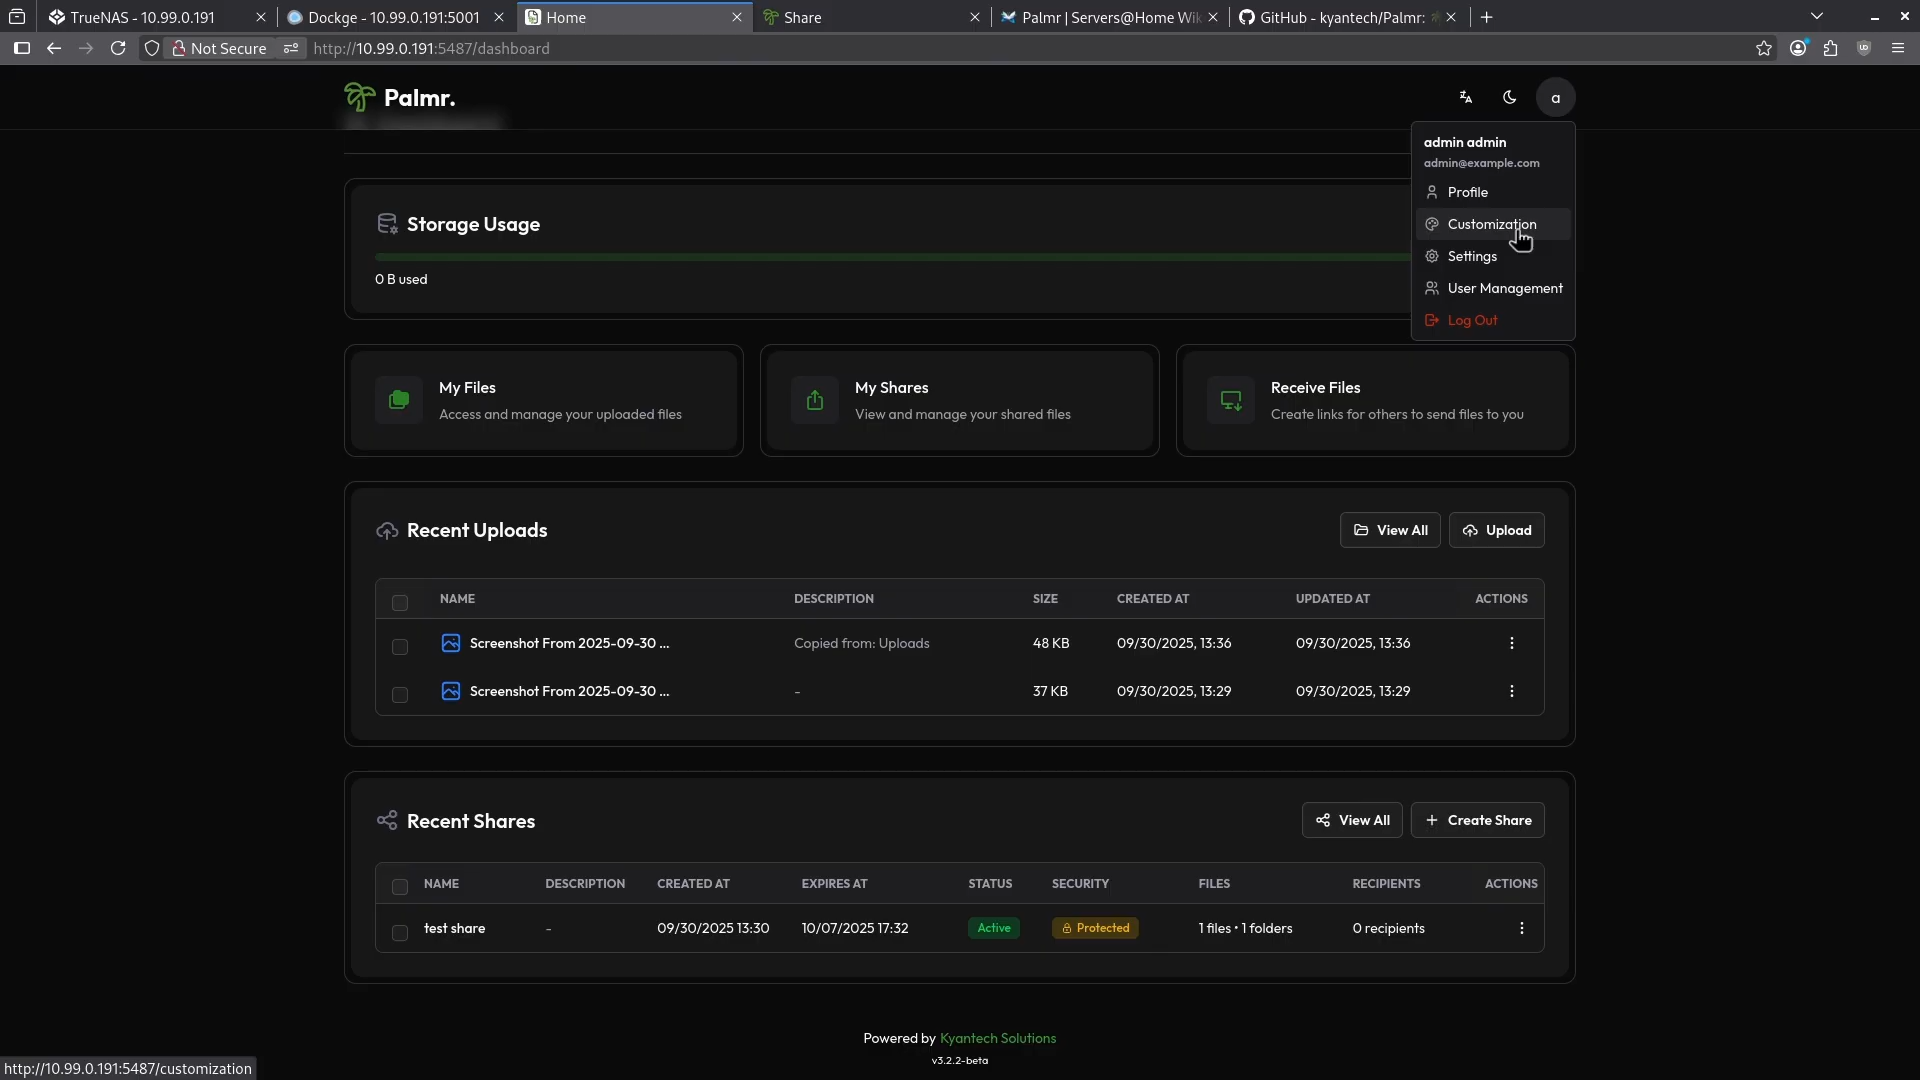 TrueNAS - 10.99.0.191
Dockge - 10.99.0.191:5001
Home
Share
Palmr | Servers@Home Wik
GitHub - kyantech/Palmr:
Not Secure
http://10.99.0.191:5487/dashboard
Palmr.
a
admin admin
admin@example.com
Profile
Customization
Settings
User Management
Log Out
Storage Usage
0 B used
My Files
Access and manage your uploaded files
My Shares
View and manage your shared files
Receive Files
Create links for others to send files to you
Recent Uploads
View All
Upload
NAME DESCRIPTION SIZE CREATED AT UPDATED AT ACTIONS
Screenshot From 2025-09-30 ... Copied from: Uploads 48 KB 09/30/2025, 13:36 09/30/2025, 13:36
Screenshot From 2025-09-30 ... - 37 KB 09/30/2025, 13:29 09/30/2025, 13:29
Recent Shares
View All
Create Share
NAME DESCRIPTION CREATED AT EXPIRES AT STATUS SECURITY FILES RECIPIENTS ACTIONS
test share - 09/30/2025 13:30 10/07/2025 17:32 Active Protected 1 files • 1 folders 0 recipients
Powered by Kyantech Solutions
v3.2.2-beta
http://10.99.0.191:5487/customization